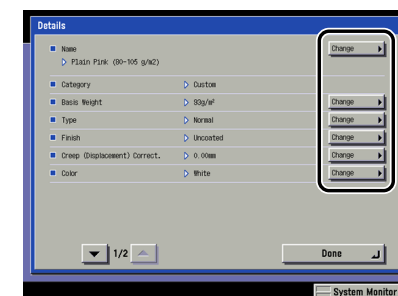 Details
Name Change
Plain Pink (80-105 g/m2)
Category Custom
Basis Weight 83g/m² Change
Type Normal Change
Finish Uncoated Change
Creep (Displacement) Correct. 0.00mm Change
Color White Change
1/2 Done
System Monitor